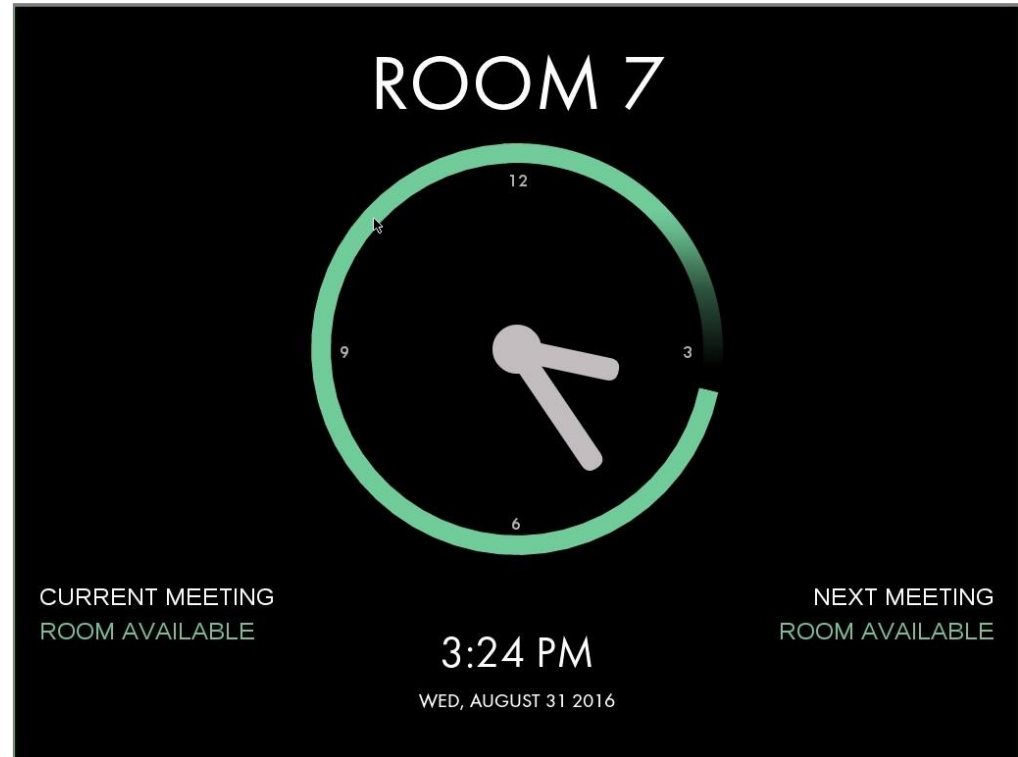 ROOM 7
12
9
3
6
CURRENT MEETING
ROOM AVAILABLE
NEXT MEETING
ROOM AVAILABLE
3:24 PM
WED, AUGUST 31 2016